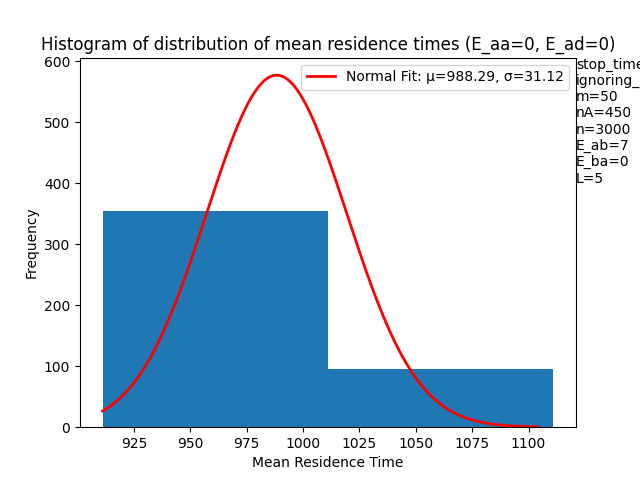 Histogram of distribution of mean residence times (E_aa=0, E_ad=0)
Normal Fit: μ=988.29, σ=31.12
stop_time
ignoring_
m=50
nA=450
n=3000
E_ab=7
E_ba=0
L=5
Frequency
600
500
400
300
200
100
0
925 950 975 1000 1025 1050 1075 1100
Mean Residence Time